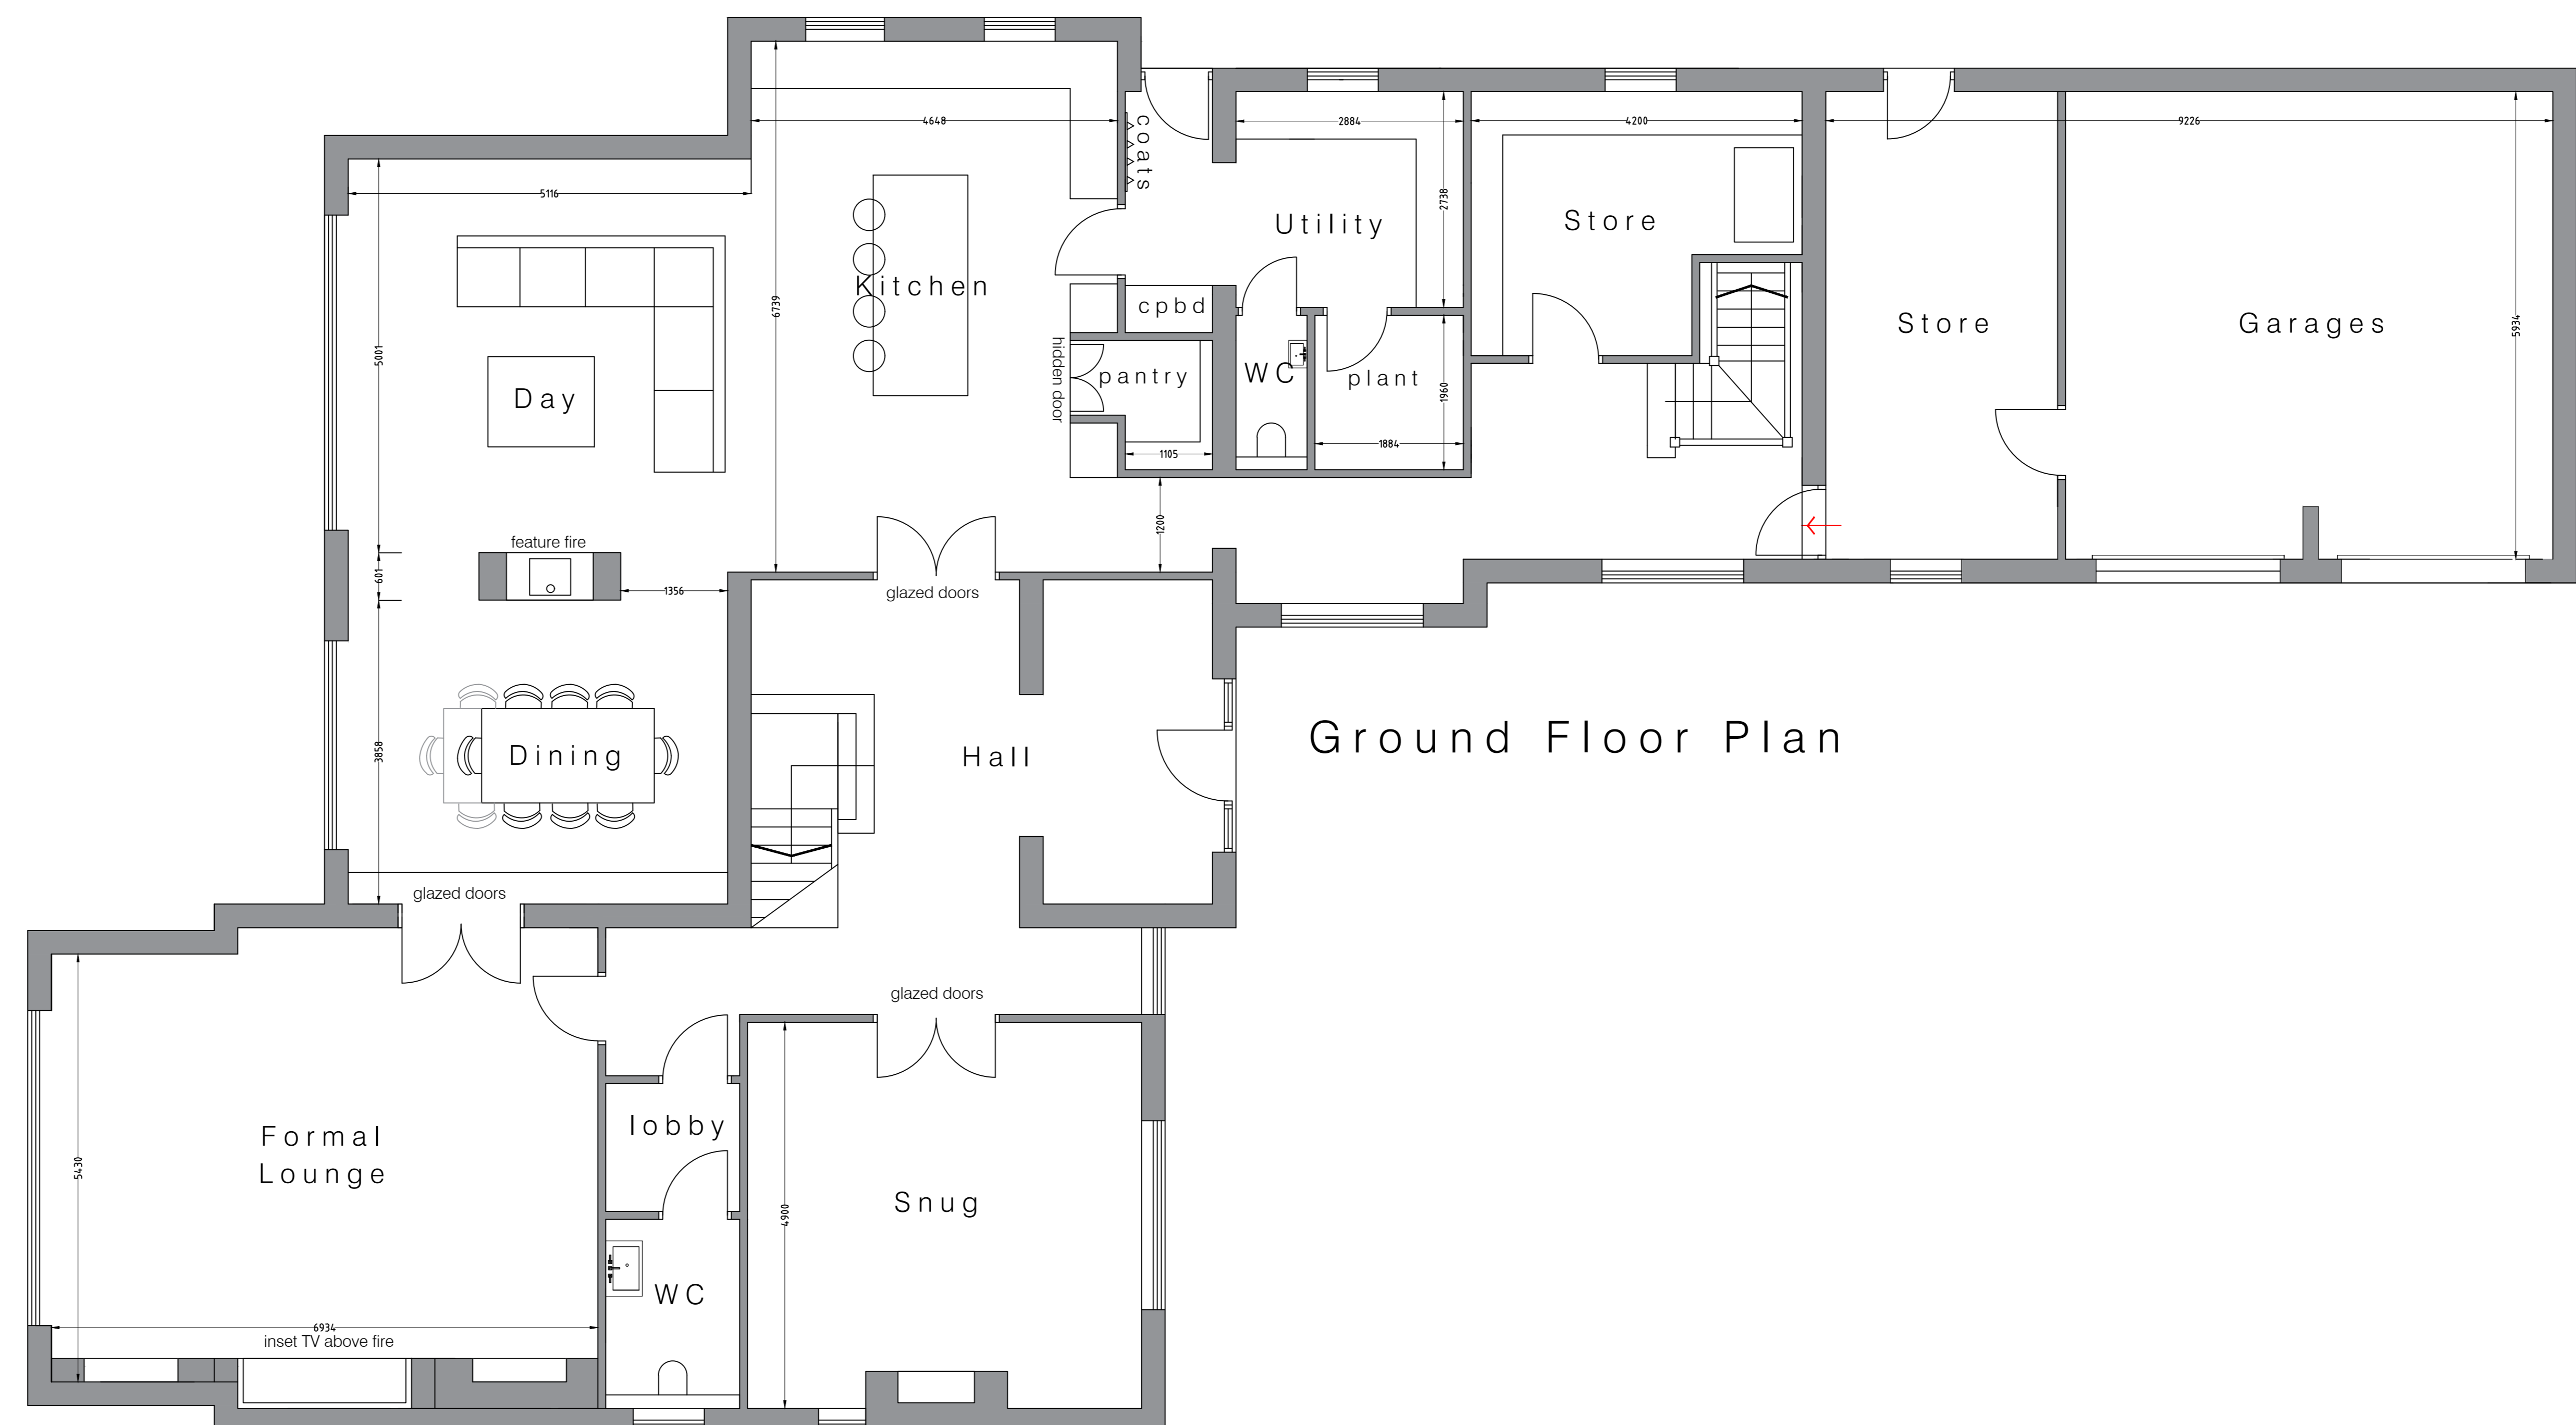 4648
coats
2884
4200
9226
5116
2738
Utility
Store
Kitchen
6739
cpbd
Store
Garages
5934
5001
Day
hidden door
pantry
WC
plant
1960
1884
1105
1200
feature fire
601
1356
glazed doors
Ground Floor Plan
3858
Dining
Hall
glazed doors
glazed doors
Formal
Lounge
5430
lobby
4900
Snug
WC
6934
inset TV above fire